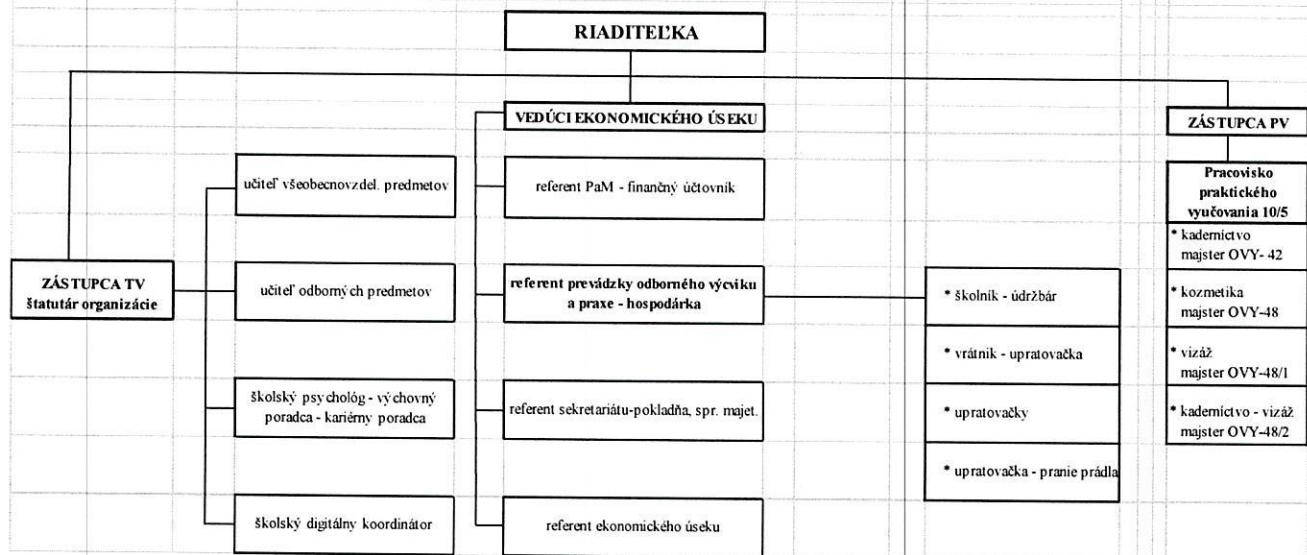 RIADITEĽKA
VEDÚCI EKONOMICKÉHO ÚSEKU
ZÁSTUPCA PV
učiteľ všeobecnovzdel. predmetov
referent PaM - finančný účtovník
Pracovisko
praktického
vyučovania 10/5
* kaderníctvo
majster OVY- 42
ZÁSTUPCA TV
štatutár organizácie
učiteľ odborných predmetov
referent prevádzky odborného výcviku
a praxe - hospodárka
* školník - údržbár
* kozmetika
majster OVY-48
* vrátnik - upratovačka
* vizáž
majster OVY-48/1
školský psychológ - výchovný
poradca - kariérny poradca
referent sekretariátu-pokladňa, spr. majet.
* upratovačky
* kaderníctvo - vizáž
majster OVY-48/2
* upratovačka - pranie prádla
školský digitálny koordinátor
referent ekonomického úseku